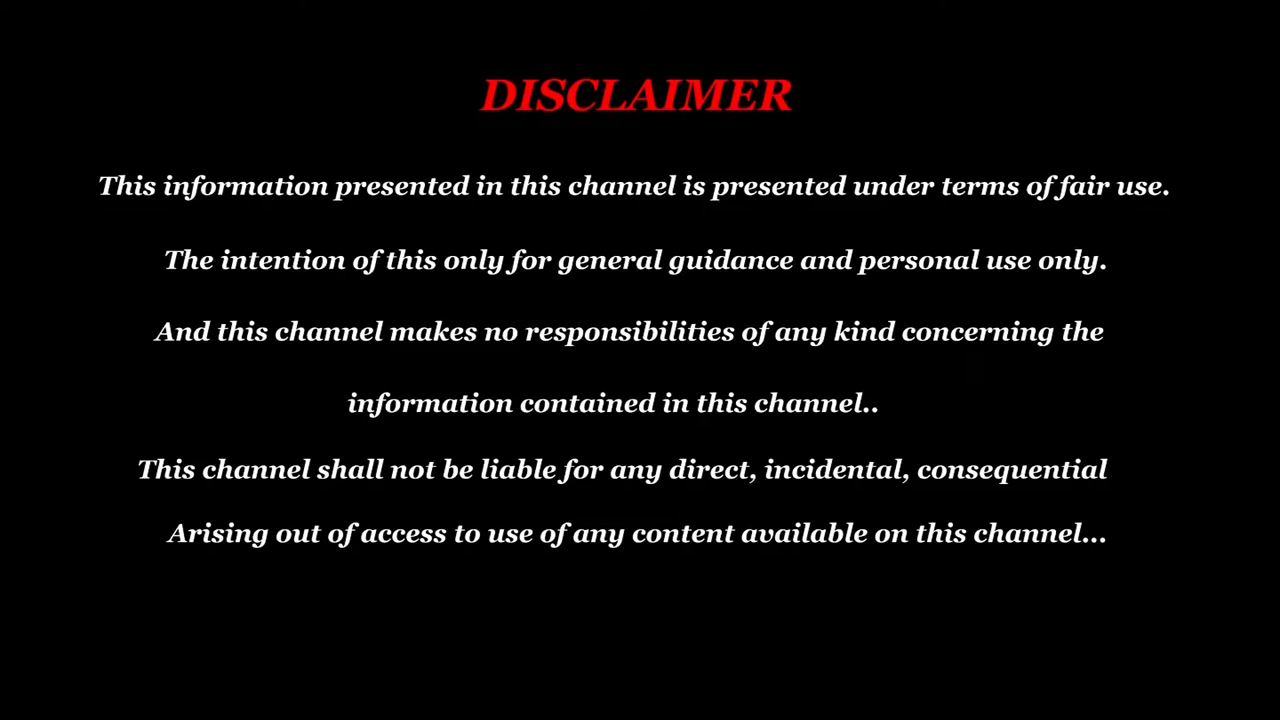 DISCLAIMER
This information presented in this channel is presented under terms of fair use.
The intention of this only for general guidance and personal use only.
And this channel makes no responsibilities of any kind concerning the
information contained in this channel..
This channel shall not be liable for any direct, incidental, consequential
Arising out of access to use of any content available on this channel...